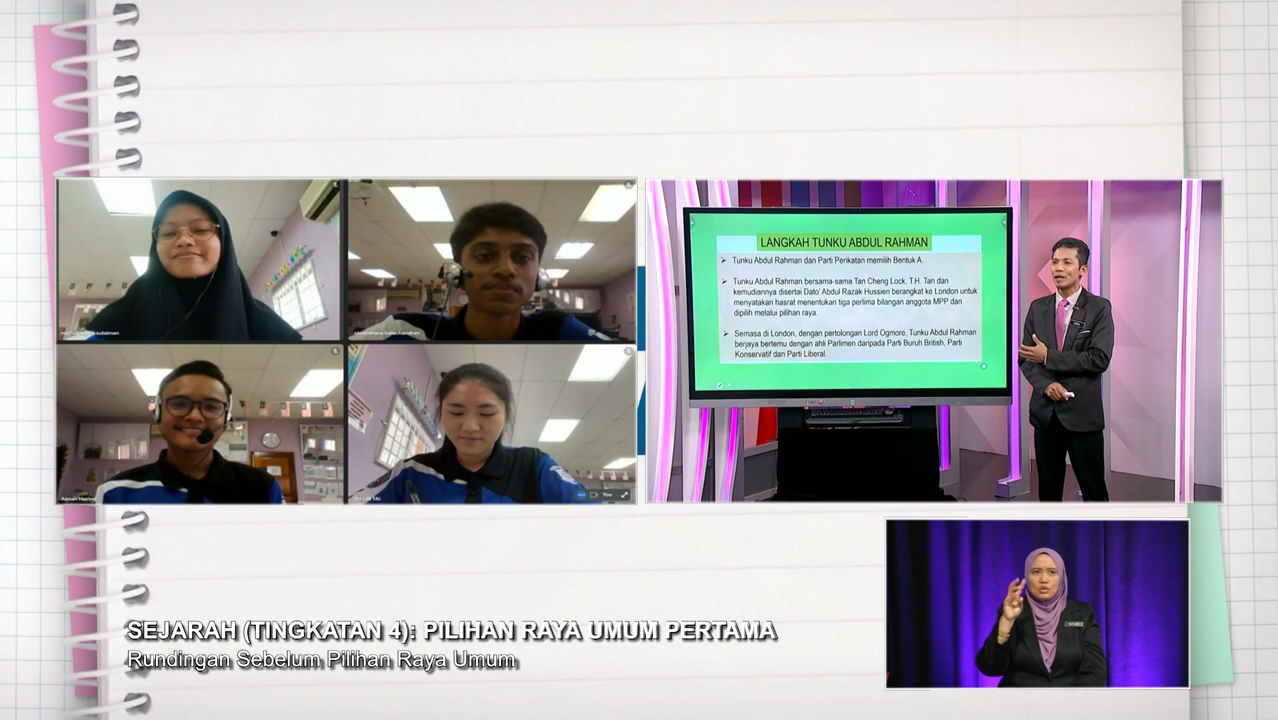 LANGKAH TUNKU ABDUL RAHMAN
Tunku Abdul Rahman dan Parti Perikatan memilih Bentuk A.
Tunku Abdul Rahman bersama-sama Tan Cheng Lock, T.H. Tan dan
kemudiannya disertai Dato' Abdul Razak Hussien berangkat ke London untuk
menyatakan hasrat menentukan tiga perlima bilangan anggota MPP dan
dipilih melalui pilihan raya.
Semasa di London, dengan pertolongan Lord Ogmore, Tunku Abdul Rahman
berjaya bertemu dengan ahli Parlimen daripada Parti Buruh British, Parti
Konservatif dan Parti Liberal.
You
SEJARAH (TINGKATAN 4): PILIHAN RAYA UMUM PERTAMA
Rundingan Sebelum Pilihan Raya Umum